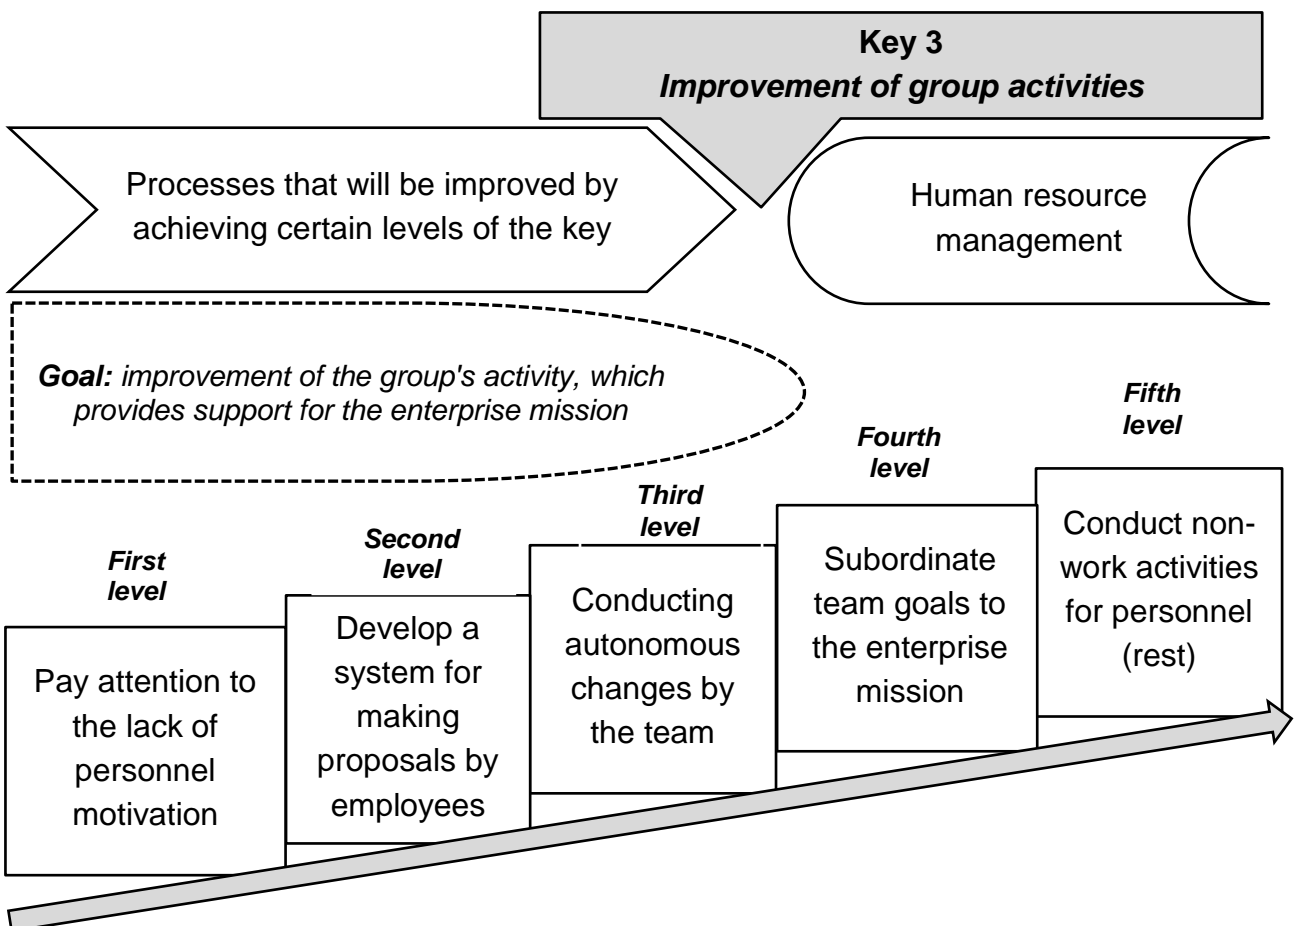 Key 3
Improvement of group activities
Processes that will be improved by
achieving certain levels of the key
Human resource
management
Goal: improvement of the group's activity, which
provides support for the enterprise mission
First
level
Pay attention to
the lack of
personnel
motivation
Second
level
Develop a
system for
making
proposals by
employees
Third
level
Conducting
autonomous
changes by
the team
Fourth
level
Subordinate
team goals to
the enterprise
mission
Fifth
level
Conduct non-
work activities
for personnel
(rest)